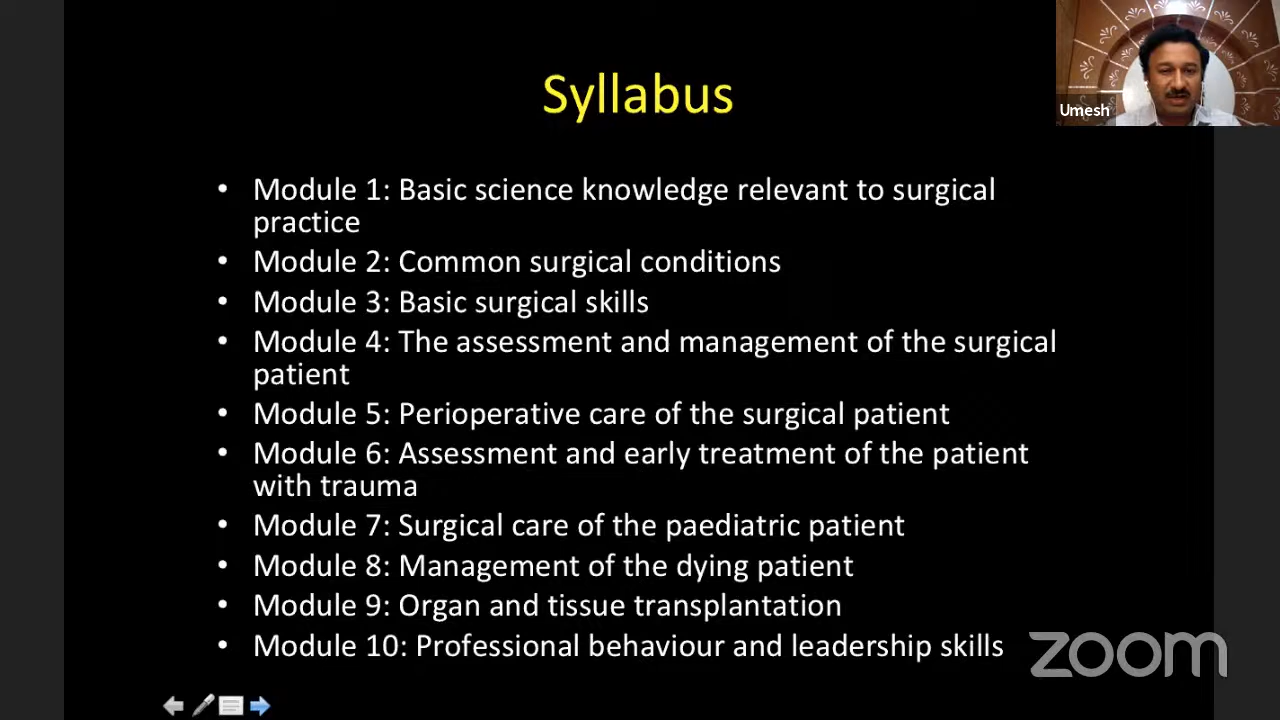 Syllabus
Umesh
• Module 1: Basic science knowledge relevant to surgical
practice
• Module 2: Common surgical conditions
• Module 3: Basic surgical skills
• Module 4: The assessment and management of the surgical
patient
• Module 5: Perioperative care of the surgical patient
• Module 6: Assessment and early treatment of the patient
with trauma
• Module 7: Surgical care of the paediatric patient
• Module 8: Management of the dying patient
• Module 9: Organ and tissue transplantation
• Module 10: Professional behaviour and leadership skills
zoom